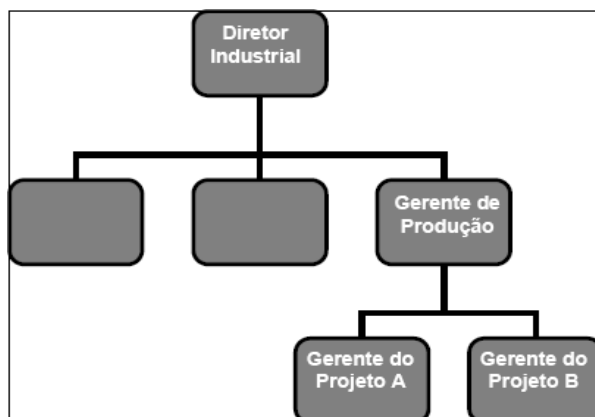 Diretor
Industrial
Gerente de
Produção
Gerente do
Projeto A
Gerente do
Projeto B